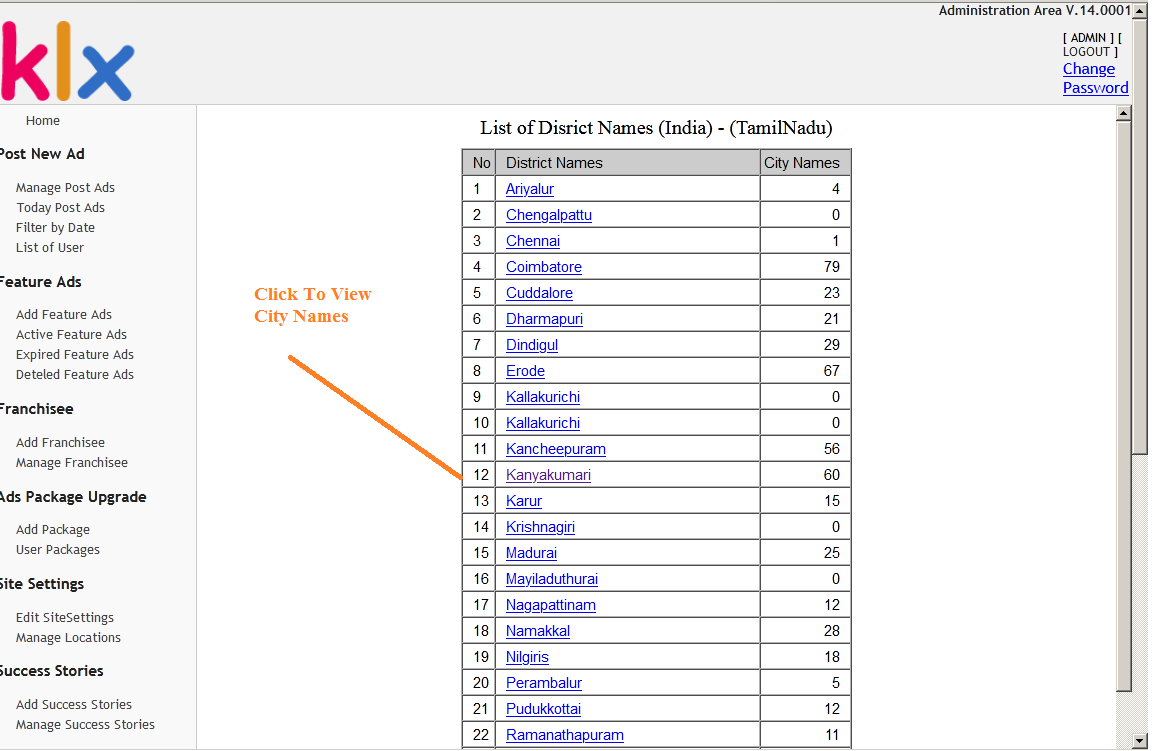 Administration Area V.14.0001
klx
[ ADMIN ] [
LOGOUT ]
Change
Password
Home
Post New Ad
Manage Post Ads
Today Post Ads
Filter by Date
List of User
Feature Ads
Add Feature Ads
Active Feature Ads
Expired Feature Ads
Deteled Feature Ads
Franchisee
Add Franchisee
Manage Franchisee
Ads Package Upgrade
Add Package
User Packages
Site Settings
Edit SiteSettings
Manage Locations
Success Stories
Add Success Stories
Manage Success Stories
Click To View
City Names
List of Disrict Names (India) - (TamilNadu)
No District Names City Names
1 Ariyalur 4
2 Chengalpattu 0
3 Chennai 1
4 Coimbatore 79
5 Cuddalore 23
6 Dharmapuri 21
7 Dindigul 29
8 Erode 67
9 Kallakurichi 0
10 Kallakurichi 0
11 Kancheepuram 56
12 Kanyakumari 60
13 Karur 15
14 Krishnagiri 0
15 Madurai 25
16 Mayiladuthurai 0
17 Nagapattinam 12
18 Namakkal 28
19 Nilgiris 18
20 Perambalur 5
21 Pudukkottai 12
22 Ramanathapuram 11